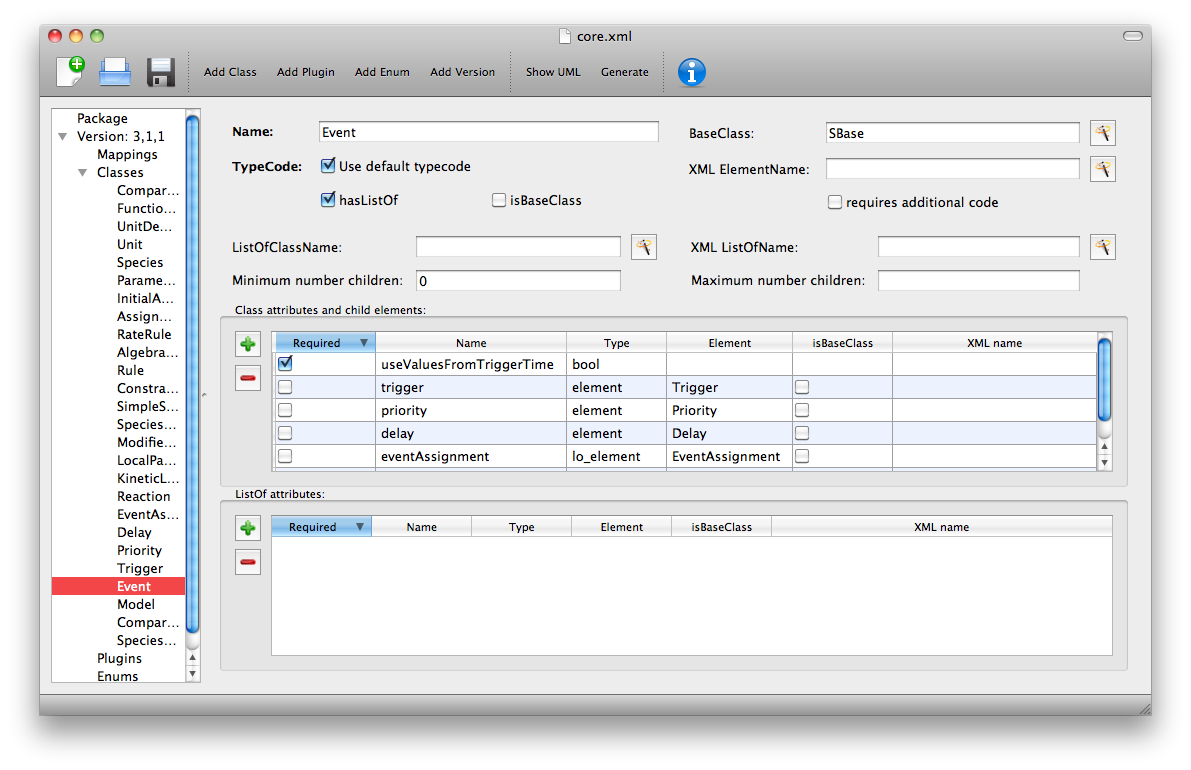 core.xml
Add Class Add Plugin Add Enum Add Version Show UML Generate
Package
Version: 3,1,1
Mappings
Classes
Compar...
Functio...
UnitDe...
Unit
Species
Parame...
InitialA...
Assign...
RateRule
Algebra...
Rule
Constra...
SimpleS...
Species...
Modifie...
LocalPa...
KineticL...
Reaction
EventAs...
Delay
Priority
Trigger
Event
Model
Compar...
Species...
Plugins
Enums
Name: Event BaseClass: SBase
TypeCode: Use default typecode XML ElementName:
hasListOf isBaseClass requires additional code
ListOfClassName: XML ListOfName:
Minimum number children: 0 Maximum number children:
Class attributes and child elements:
Required Name Type Element isBaseClass XML name
useValuesFromTriggerTime bool
trigger element Trigger
priority element Priority
delay element Delay
eventAssignment lo_element EventAssignment
ListOf attributes:
Required Name Type Element isBaseClass XML name